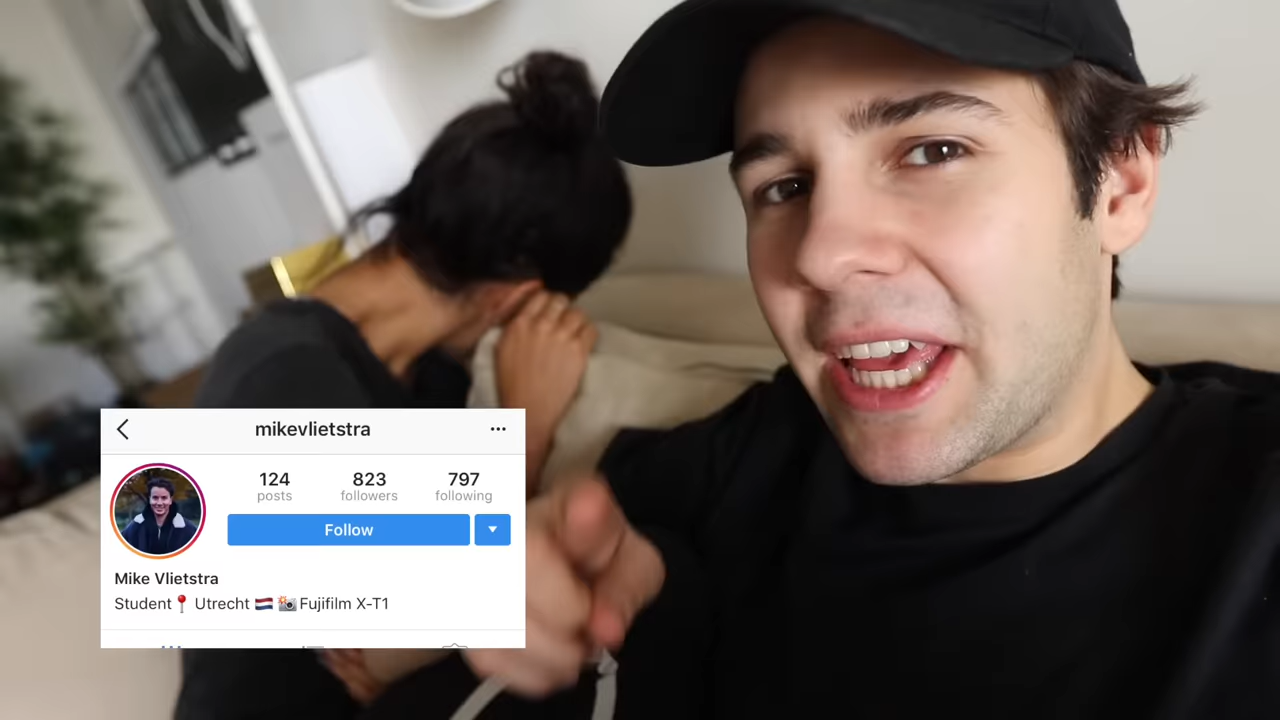 mikevlietstra
124 823 797
posts followers following
Follow
Mike Vlietstra
Student📍 Utrecht 🇳🇱 📸 Fujifilm X-T1